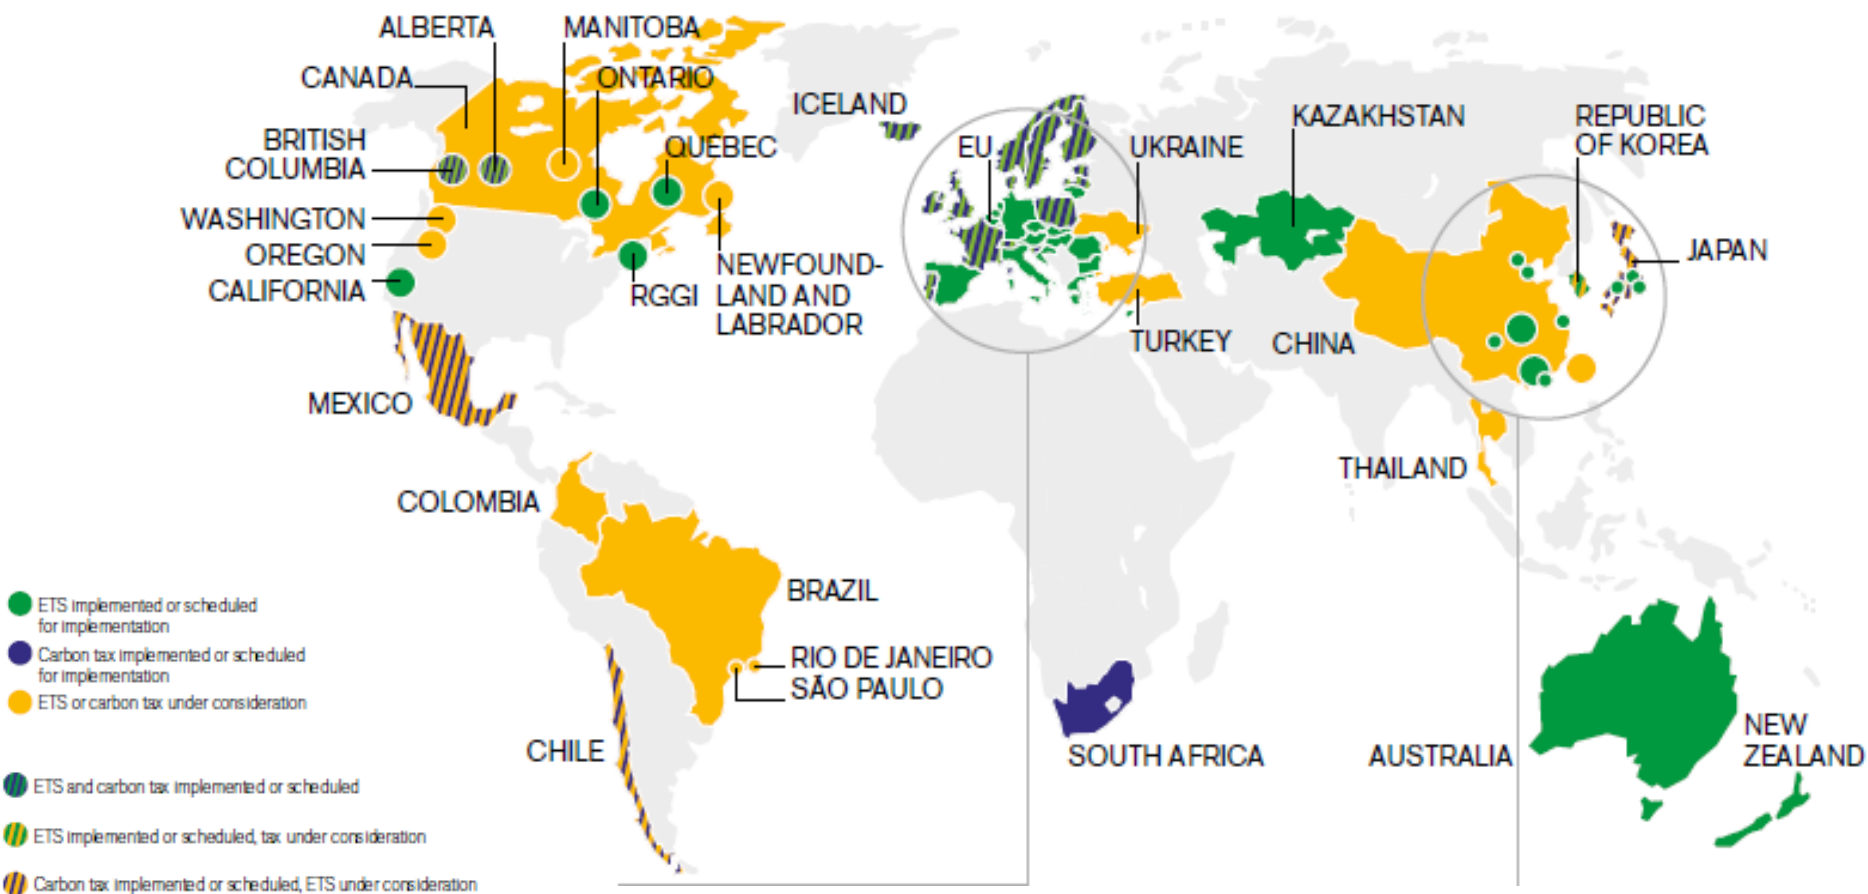 ALBERTA
MANITOBA
CANADA
ONTARIO
BRITISH
COLUMBIA
QUÉBEC
WASHINGTON
OREGON
CALIFORNIA
RGGI
NEWFOUND-
LAND AND
LABRADOR
MEXICO
ICELAND
EU
UKRAINE
TURKEY
KAZAKHSTAN
REPUBLIC
OF KOREA
JAPAN
CHINA
THAILAND
COLOMBIA
BRAZIL
RIO DE JANEIRO
SÃO PAULO
CHILE
SOUTH AFRICA
AUSTRALIA
NEW
ZEALAND
ETS implemented or scheduled
for implementation
Carbon tax implemented or scheduled
for implementation
ETS or carbon tax under consideration
ETS and carbon tax implemented or scheduled
ETS implemented or scheduled, tax under consideration
Carbon tax implemented or scheduled, ETS under consideration